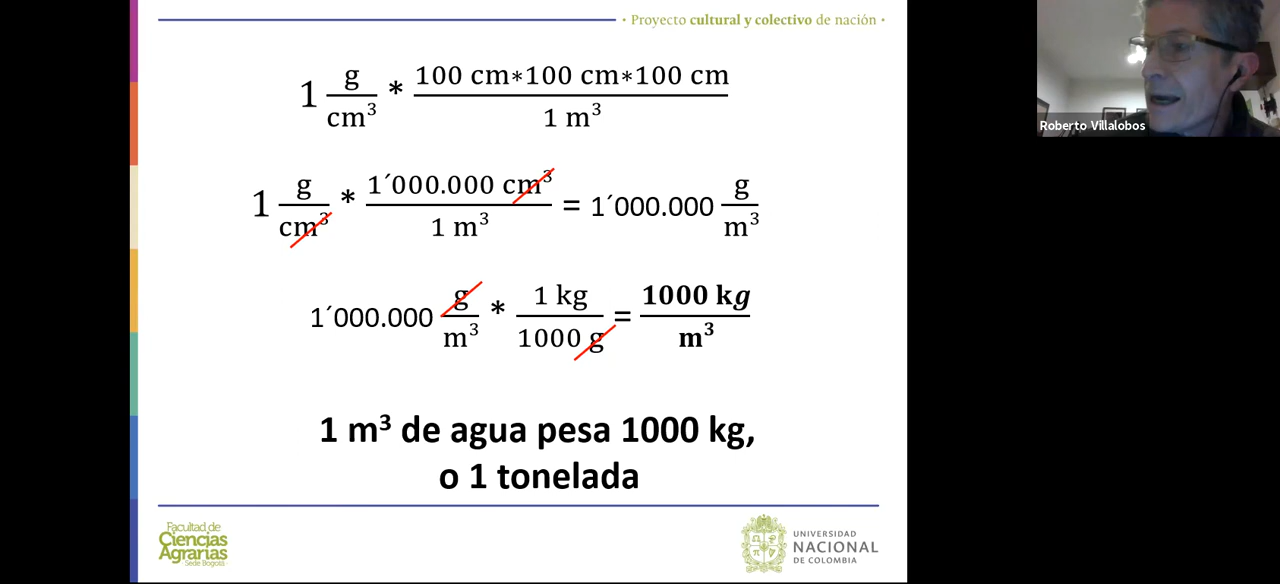 · Proyecto cultural y colectivo de nación ·
1 g/cm³ * 100 cm*100 cm*100 cm/1 m³
Roberto Villalobos
1 g/cm³ * 1´000.000 cm³/1 m³ = 1´000.000 g/m³
1´000.000 g/m³ * 1 kg/1000 g = 1000 kg/m³
1 m³ de agua pesa 1000 kg,
o 1 tonelada
Facultad de
Ciencias
Agrarias
Sede Bogotá
UNIVERSIDAD
NACIONAL
DE COLOMBIA